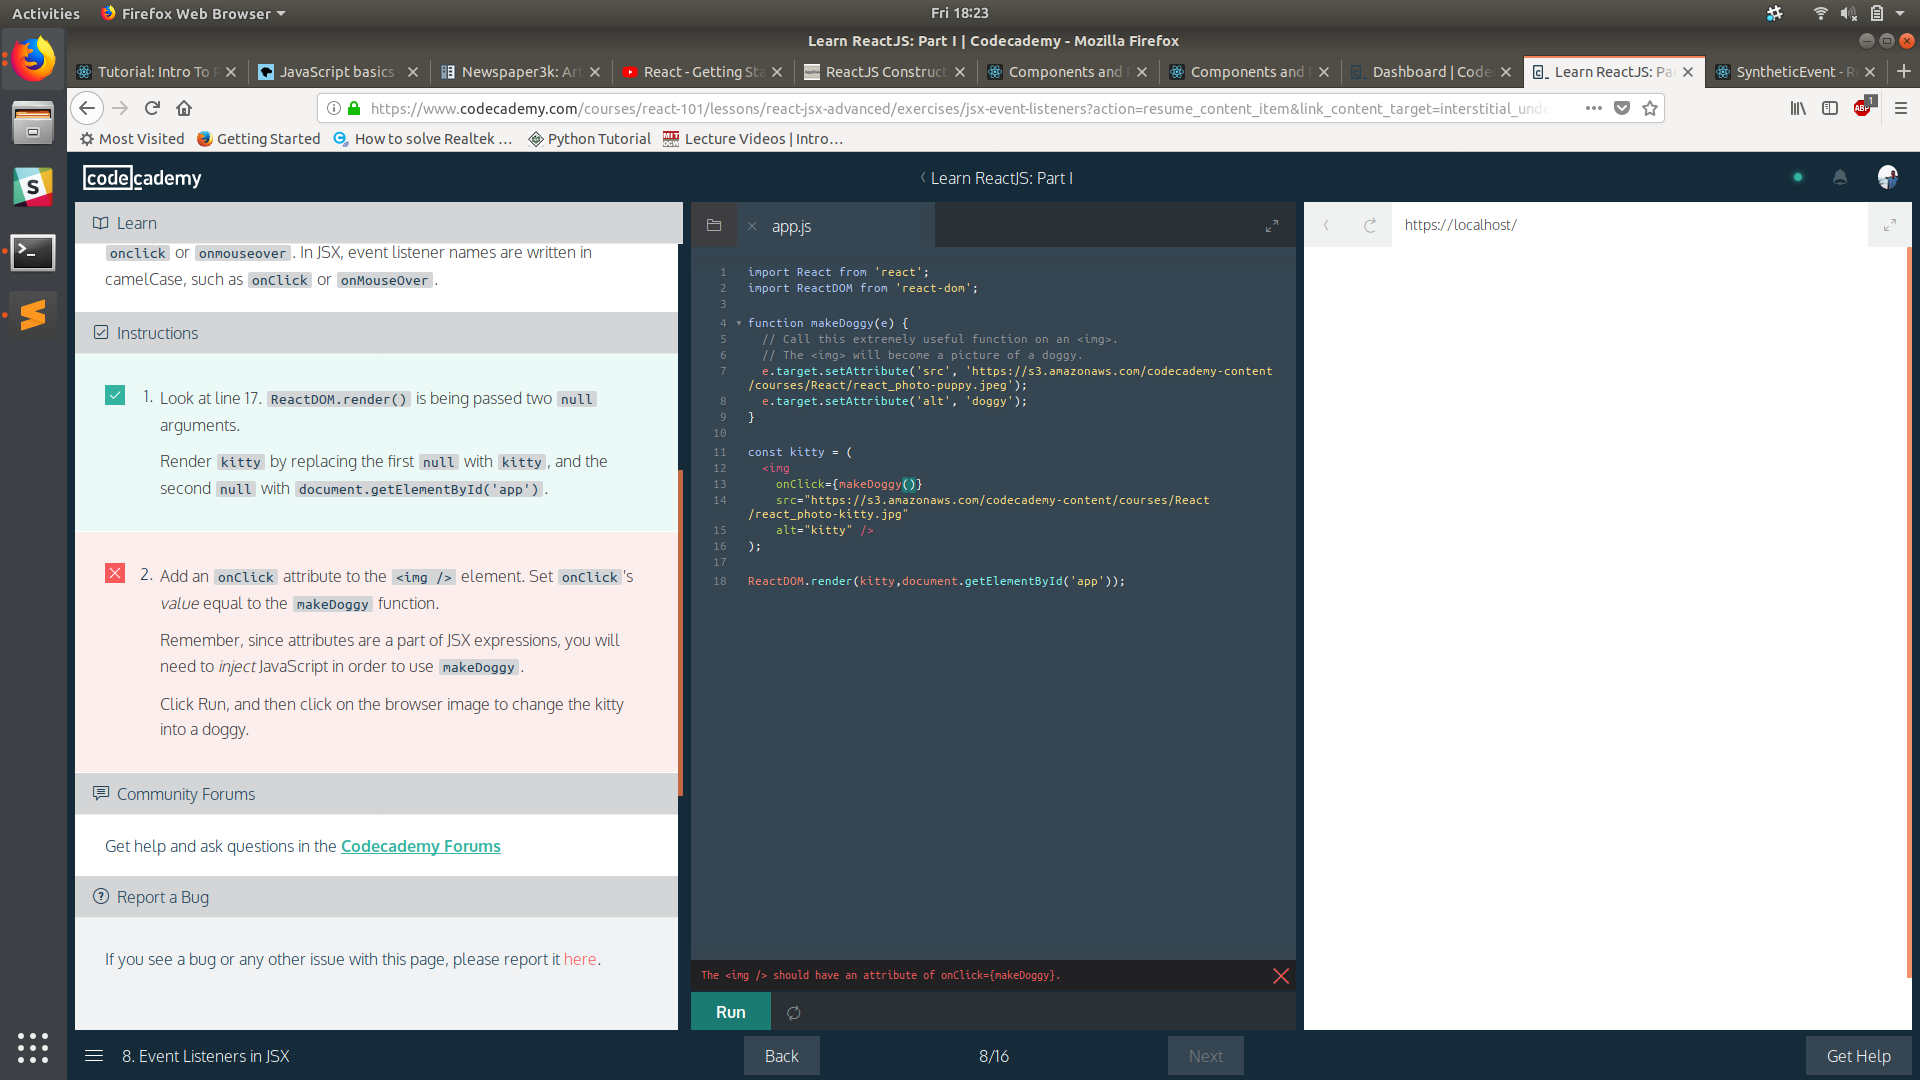 Activities
Firefox Web Browser
Fri 18:23
Learn ReactJS: Part I | Codecademy - Mozilla Firefox
Tutorial: Intro To R
JavaScript basics -
Newspaper3k: Art
React - Getting Sta
ReactJS Construct
Components and P
Components and P
Dashboard | Code
Learn ReactJS: Par
SyntheticEvent - R
https://www.codecademy.com/courses/react-101/lessons/react-jsx-advanced/exercises/jsx-event-listeners?action=resume_content_item&link_content_target=interstitial_und
ABP
1
Most Visited
Getting Started
How to solve Realtek ...
Python Tutorial
MIT
Lecture Videos | Intro...
codecademy
Learn ReactJS: Part I
Learn
onclick or onmouseover. In JSX, event listener names are written in
camelCase, such as onClick or onMouseOver.
Instructions
1. Look at line 17. ReactDOM.render() is being passed two null
arguments.
Render kitty by replacing the first null with kitty, and the
second null with document.getElementById('app').
2. Add an onClick attribute to the <img /> element. Set onClick's
value equal to the makeDoggy function.
Remember, since attributes are a part of JSX expressions, you will
need to inject JavaScript in order to use makeDoggy.
Click Run, and then click on the browser image to change the kitty
into a doggy.
Community Forums
Get help and ask questions in the Codecademy Forums
Report a Bug
If you see a bug or any other issue with this page, please report it here.
app.js
1 import React from 'react';
2 import ReactDOM from 'react-dom';
3
4 function makeDoggy(e) {
5 // Call this extremely useful function on an <img>.
6 // The <img> will become a picture of a doggy.
7 e.target.setAttribute('src', 'https://s3.amazonaws.com/codecademy-content
/courses/React/react_photo-puppy.jpeg');
8 e.target.setAttribute('alt', 'doggy');
9 }
10
11 const kitty = (
12 <img
13 onClick={makeDoggy()}
14 src="https://s3.amazonaws.com/codecademy-content/courses/React
/react_photo-kitty.jpg"
15 alt="kitty" />
16 );
17
18 ReactDOM.render(kitty,document.getElementById('app'));
The <img /> should have an attribute of onClick={makeDoggy}.
Run
https://localhost/
8. Event Listeners in JSX
Back
8/16
Next
Get Help